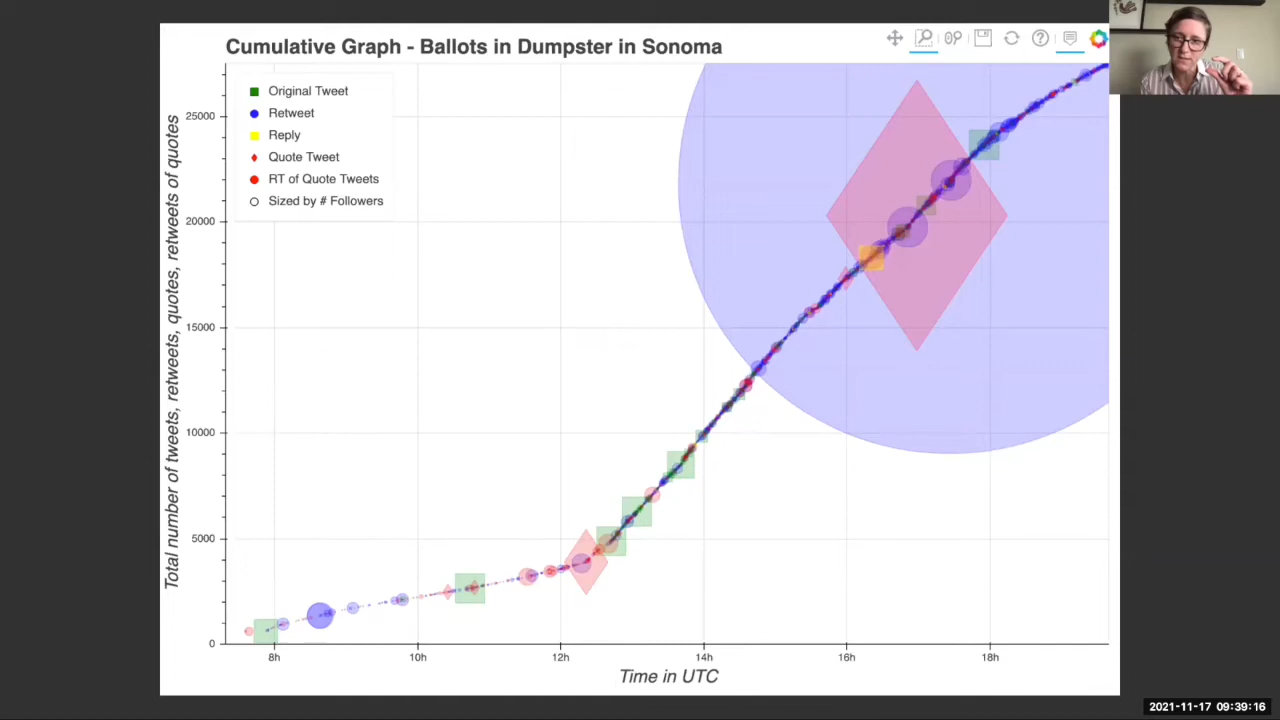 Cumulative Graph - Ballots in Dumpster in Sonoma
Original Tweet
Retweet
Reply
Quote Tweet
RT of Quote Tweets
Sized by # Followers
Total number of tweets, retweets, quotes, retweets of quotes
25000
20000
15000
10000
5000
0
8h
10h
12h
14h
16h
18h
Time in UTC
2021-11-17 09:39:16